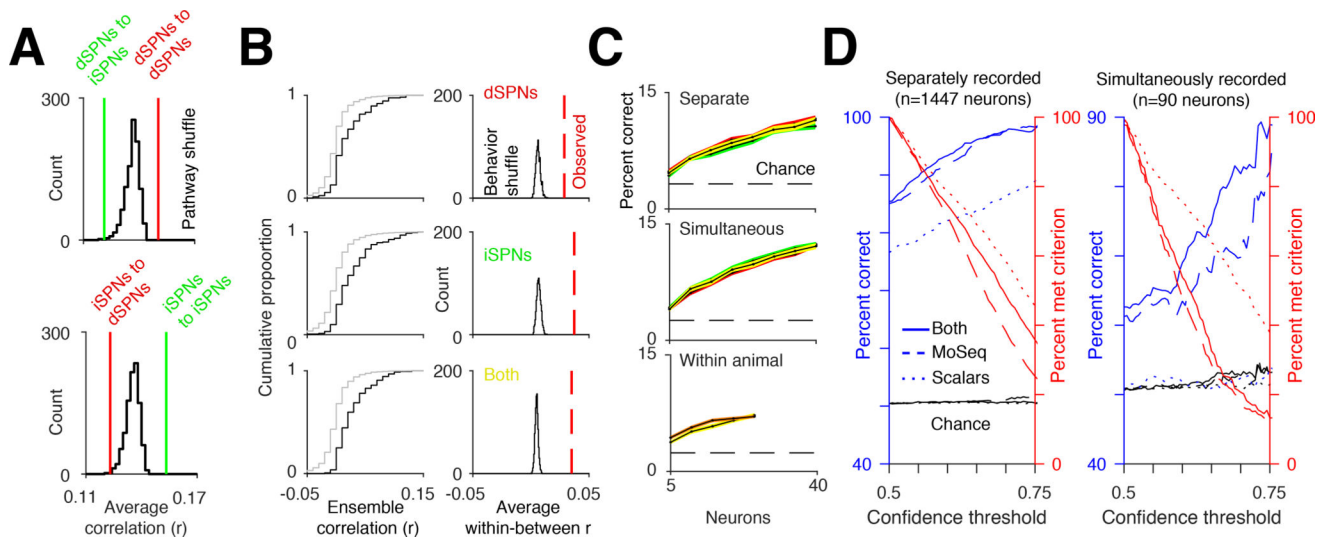 A
dSPNs to
iSPNs
dSPNs to
dSPNs
300
Count
0
Pathway shuffle
iSPNs to
dSPNs
iSPNs
to iSPNs
300
Count
0
0.11
0.17
Average
correlation (r)
B
1
0
1
0
1
0
Cumulative propoortion
-0.05
0.15
Ensemble
correlation (r)
200
dSPNs
Behavior
shuffle
Observed
0
200
iSPNs
Count
0
200
Both
0
-0.05
0.05
Average
within-between r
C
15
Separate
Percent correct
Chance
0
15
Simultaneous
0
15
Within animal
0
5
40
Neurons
D
Separately recorded
(n=1447 neurons)
100
100
Percent correct
Percent met criterion
Both
MoSeq
Scalars
Chance
40
0
0.5
0.75
Confidence threshold
Simultaneously recorded
(n=90 neurons)
90
100
Percent correct
Percent met criterion
40
0
0.5
0.75
Confidence threshold